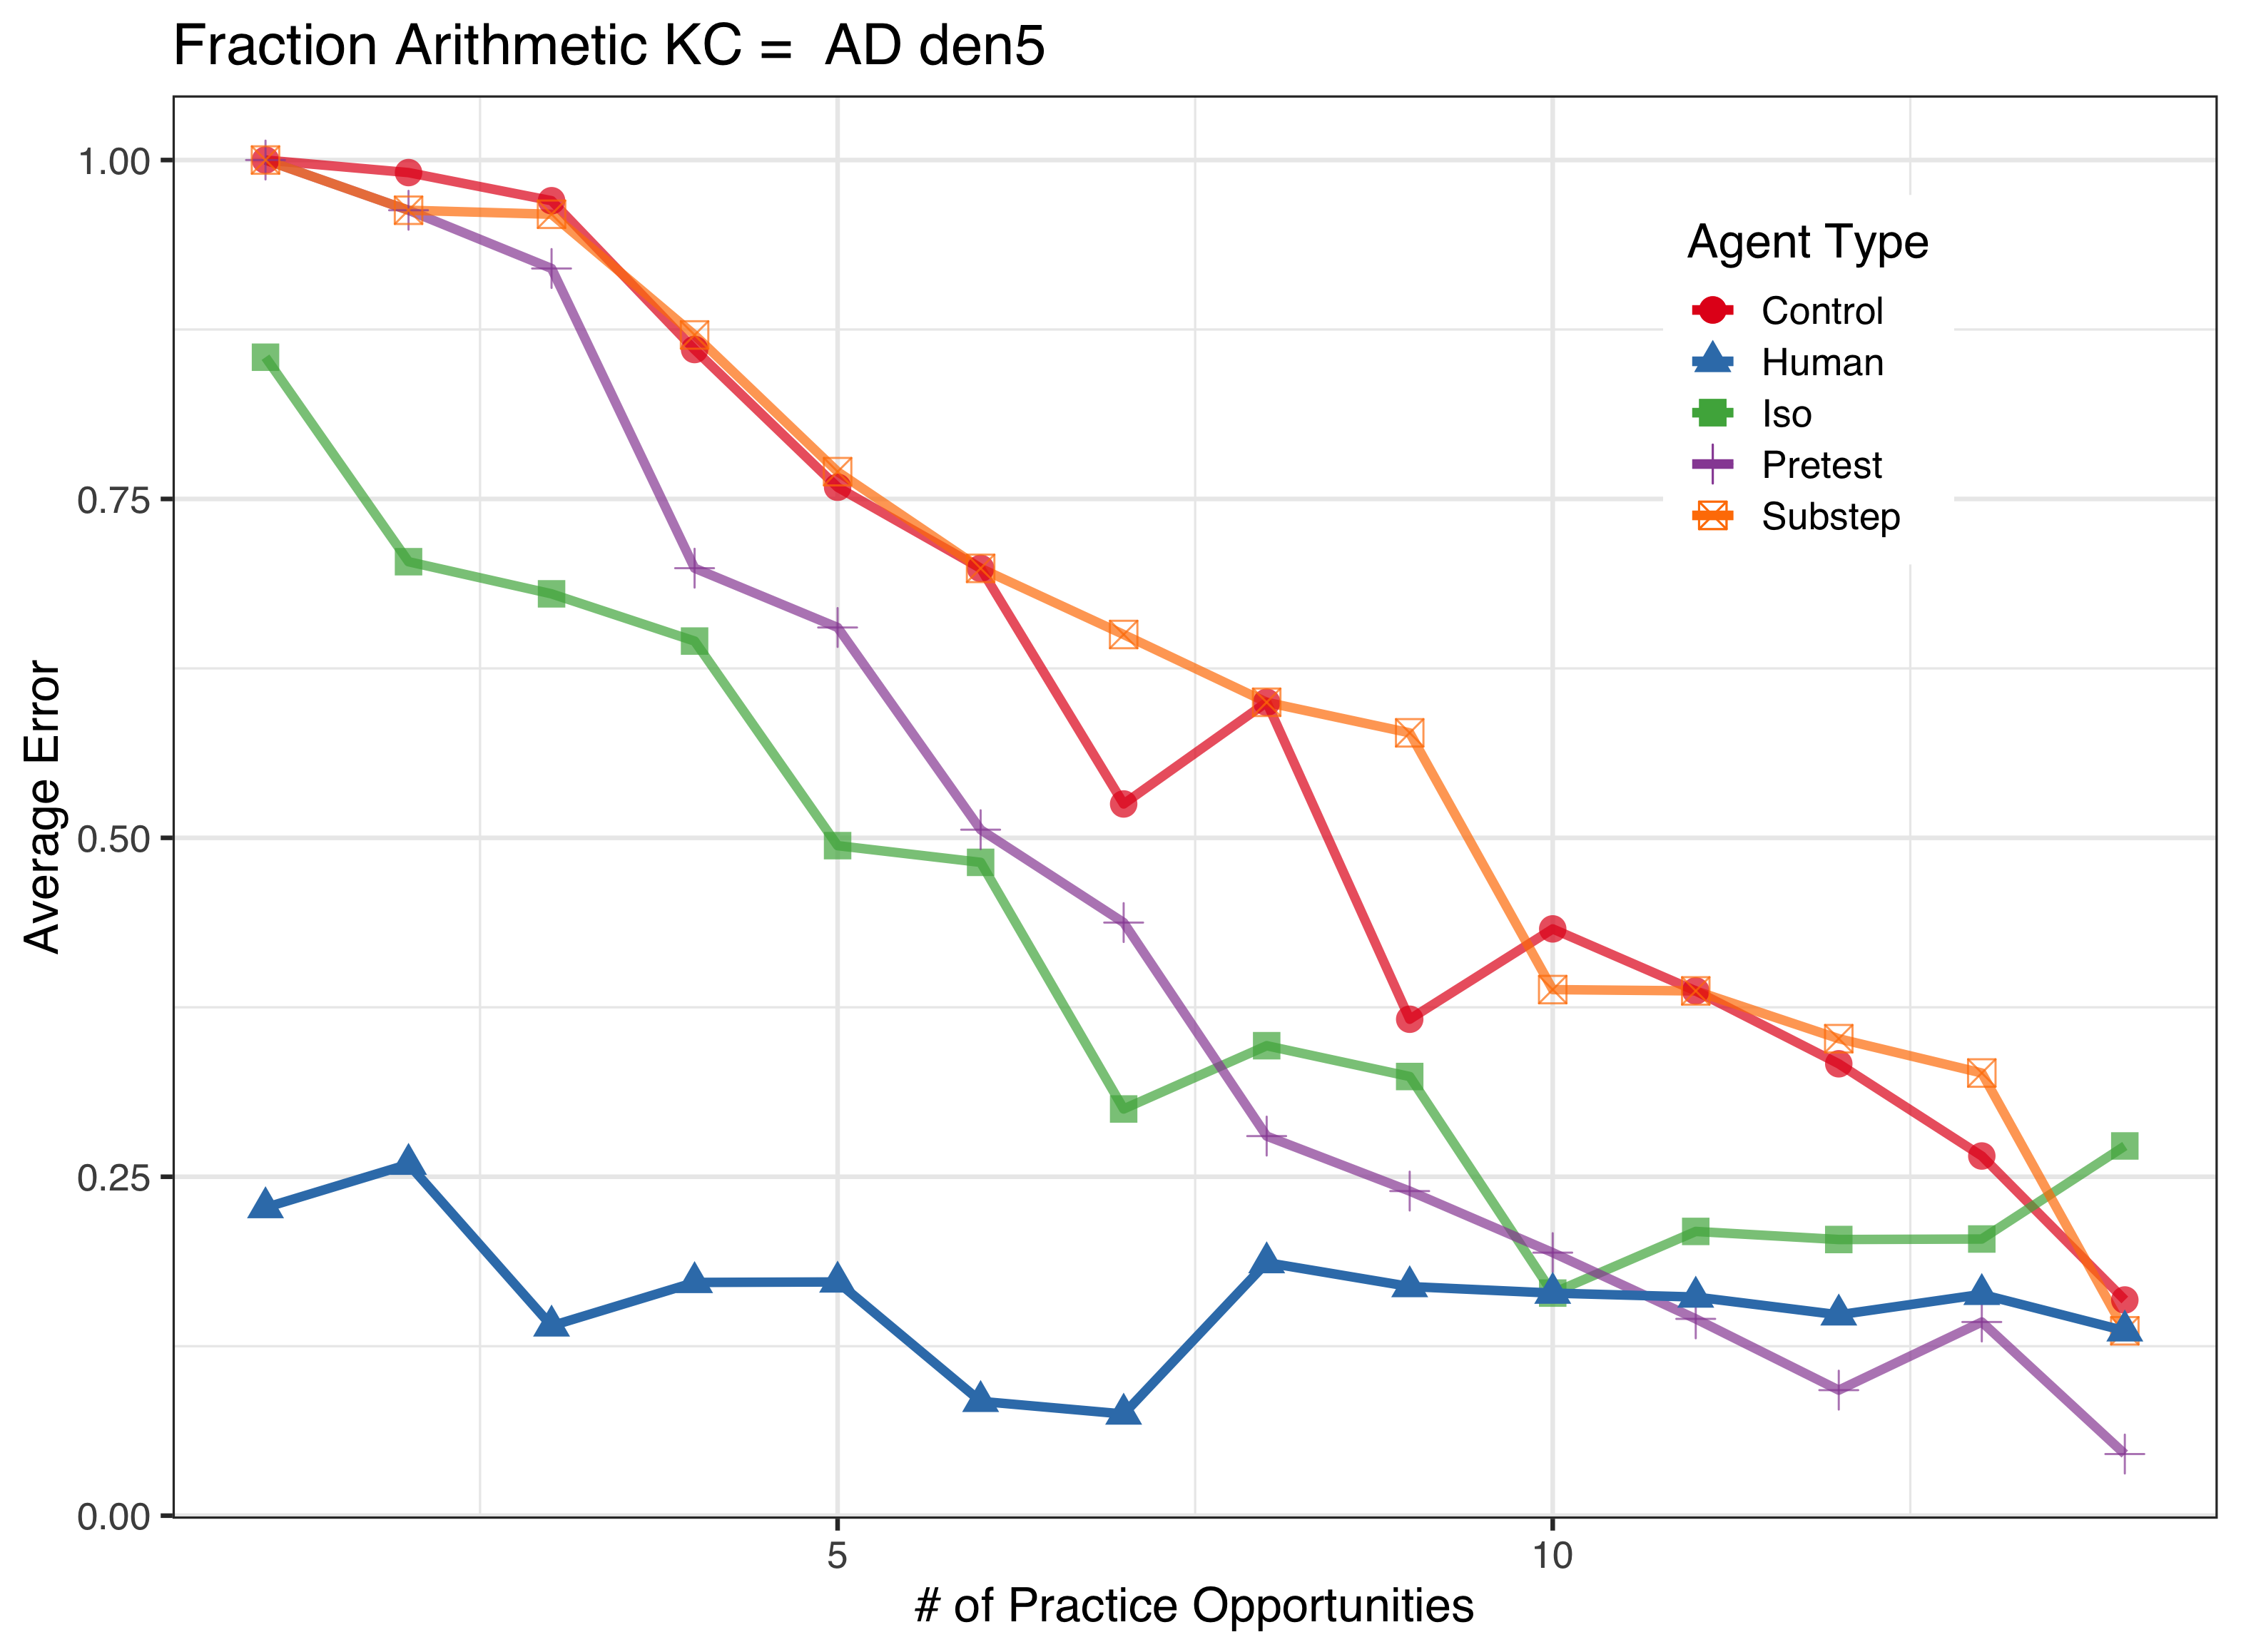 Fraction Arithmetic KC =  AD den5
1.00
0.75
0.50
0.25
0.00
Average Error
5
10
# of Practice Opportunities
Agent Type
Control
Human
Iso
Pretest
Substep